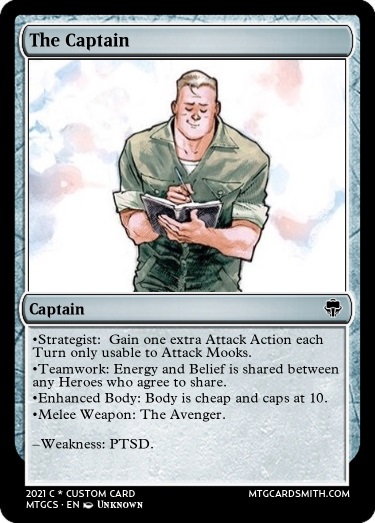 The Captain
Captain
•Strategist:  Gain one extra Attack Action each
Turn only usable to Attack Mooks.
•Teamwork: Energy and Belief is shared between
any Heroes who agree to share.
•Enhanced Body: Body is cheap and caps at 10.
•Melee Weapon: The Avenger.
–Weakness: PTSD.
2021 C * CUSTOM CARD
MTGCS · EN Unknown
MTGCARDSMITH.COM